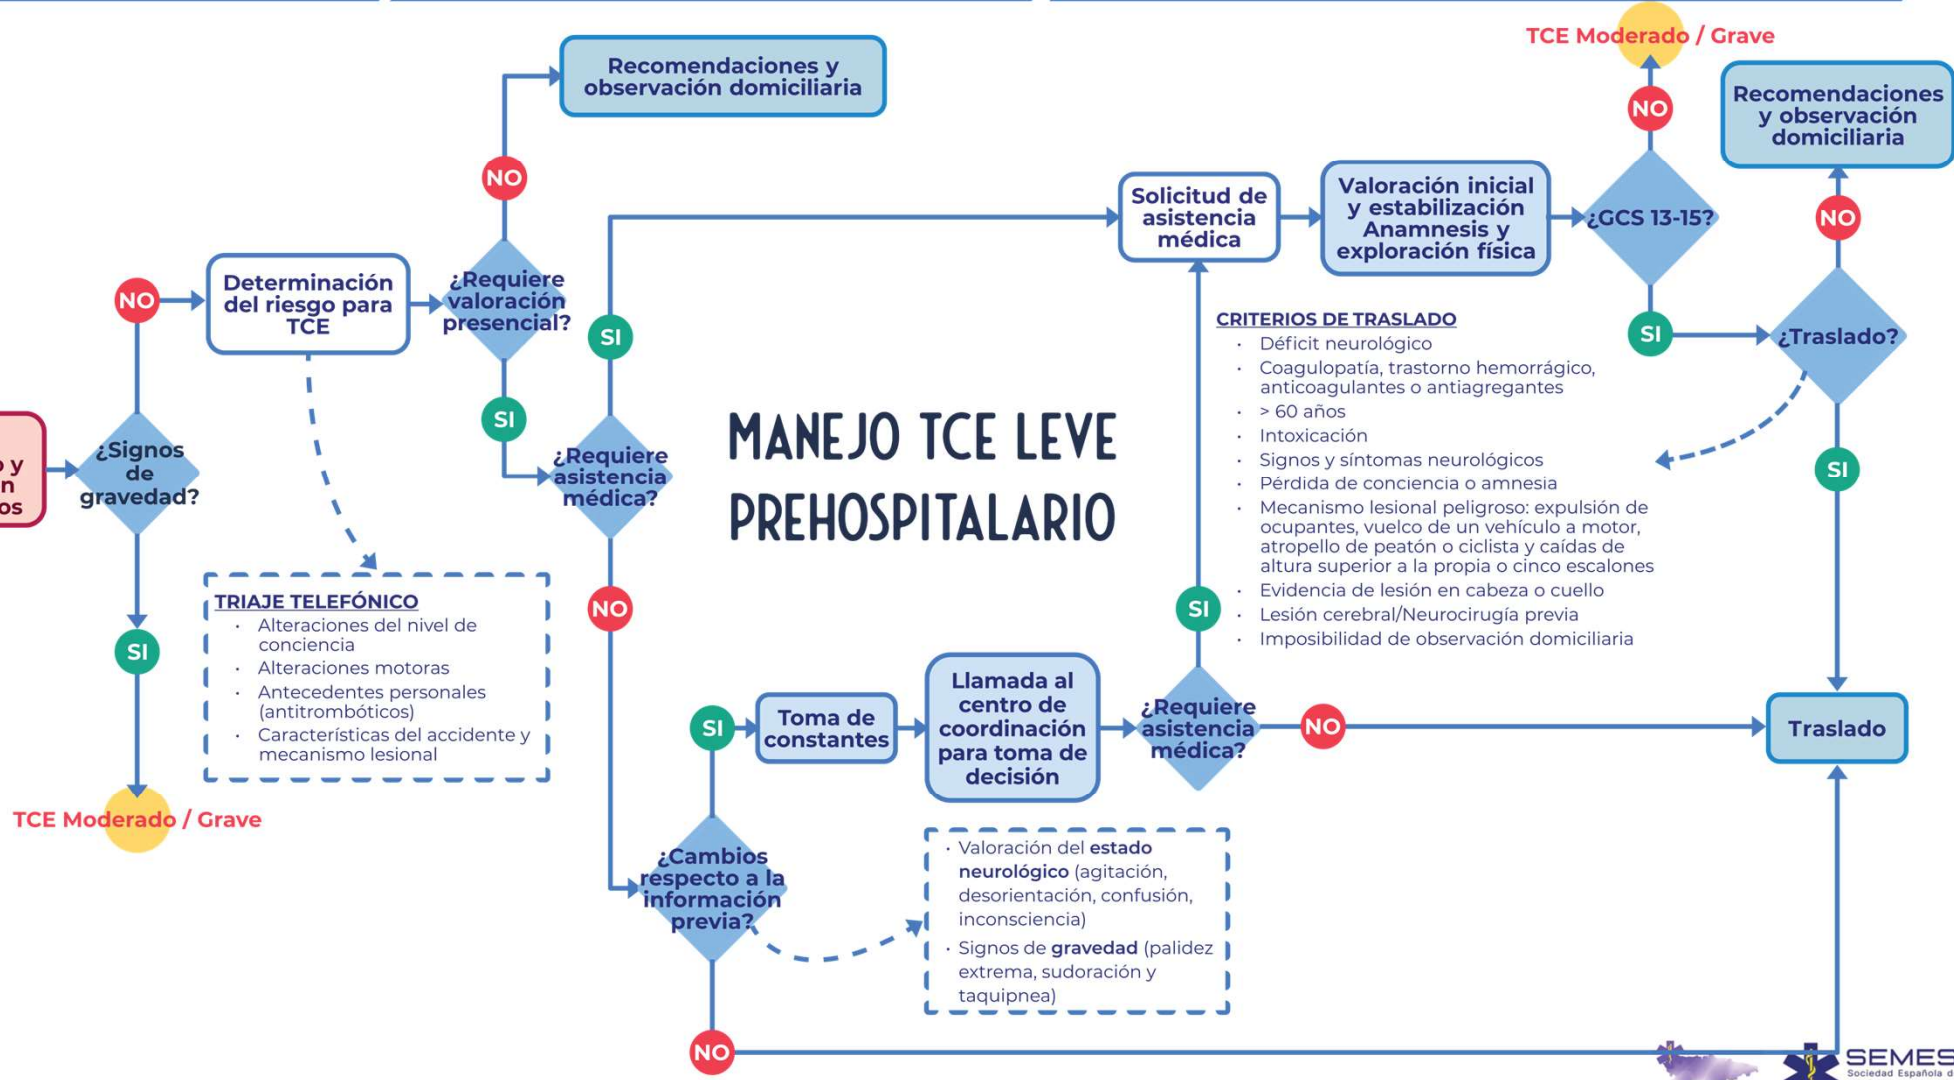 y
n
os
¿Signos
de
gravedad?
NO
SI
TCE Moderado / Grave
Determinación
del riesgo para
TCE
TRIAJE TELEFÓNICO
· Alteraciones del nivel de
conciencia
· Alteraciones motoras
· Antecedentes personales
(antitrombóticos)
· Características del accidente y
mecanismo lesional
¿Requiere
valoración
presencial?
NO
Recomendaciones y
observación domiciliaria
SI
¿Requiere
asistencia
médica?
SI
NO
MANEJO TCE LEVE
PREHOSPITALARIO
¿Cambios
respecto a la
información
previa?
SI
Toma de
constantes
Llamada al
centro de
coordinación
para toma de
decisión
· Valoración del estado
neurológico (agitación,
desorientación, confusión,
inconsciencia)
· Signos de gravedad (palidez
extrema, sudoración y
taquipnea)
NO
¿Requiere
asistencia
médica?
SI
NO
Solicitud de
asistencia
médica
Valoración inicial
y estabilización
Anamnesis y
exploración física
¿GCS 13-15?
NO
TCE Moderado / Grave
SI
¿Traslado?
NO
Recomendaciones
y observación
domiciliaria
SI
Traslado
CRITERIOS DE TRASLADO
· Déficit neurológico
· Coagulopatía, trastorno hemorrágico,
anticoagulantes o antiagregantes
· > 60 años
· Intoxicación
· Signos y síntomas neurológicos
· Pérdida de conciencia o amnesia
· Mecanismo lesional peligroso: expulsión de
ocupantes, vuelco de un vehículo a motor,
atropello de peatón o ciclista y caídas de
altura superior a la propia o cinco escalones
· Evidencia de lesión en cabeza o cuello
· Lesión cerebral/Neurocirugía previa
· Imposibilidad de observación domiciliaria
SEMES
Sociedad Española d